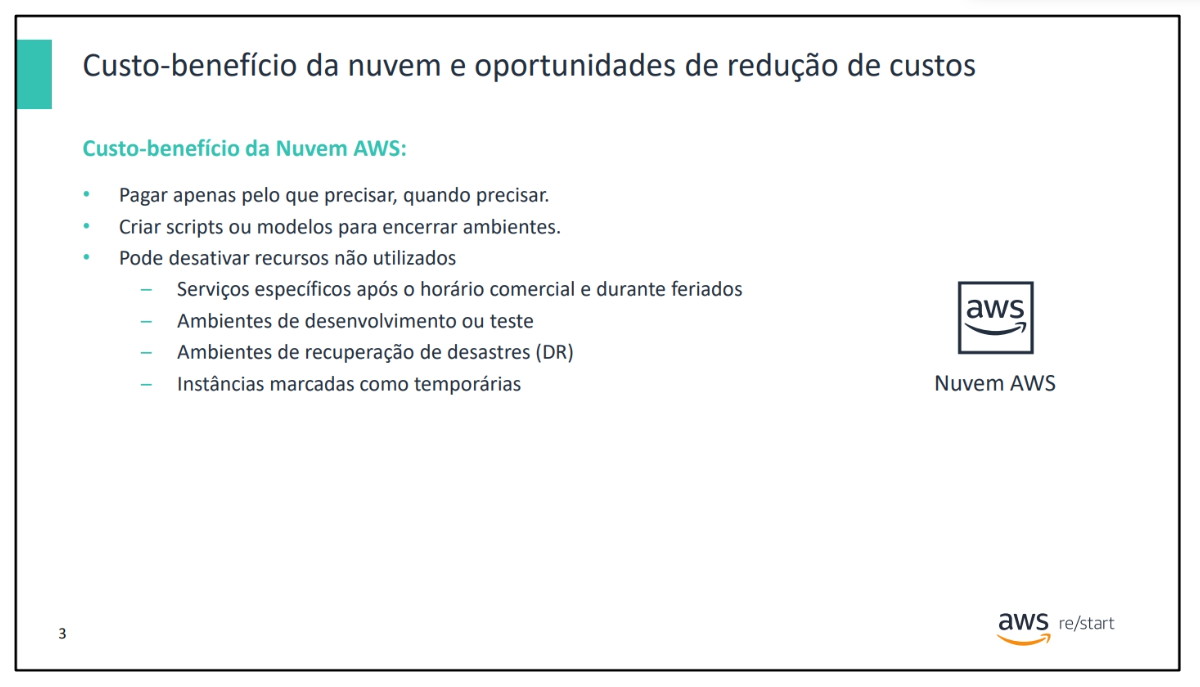 Custo-benefício da nuvem e oportunidades de redução de custos
Custo-benefício da Nuvem AWS:
• Pagar apenas pelo que precisar, quando precisar.
• Criar scripts ou modelos para encerrar ambientes.
• Pode desativar recursos não utilizados
– Serviços específicos após o horário comercial e durante feriados
– Ambientes de desenvolvimento ou teste
– Ambientes de recuperação de desastres (DR)
– Instâncias marcadas como temporárias
aws
Nuvem AWS
3
aws re/start